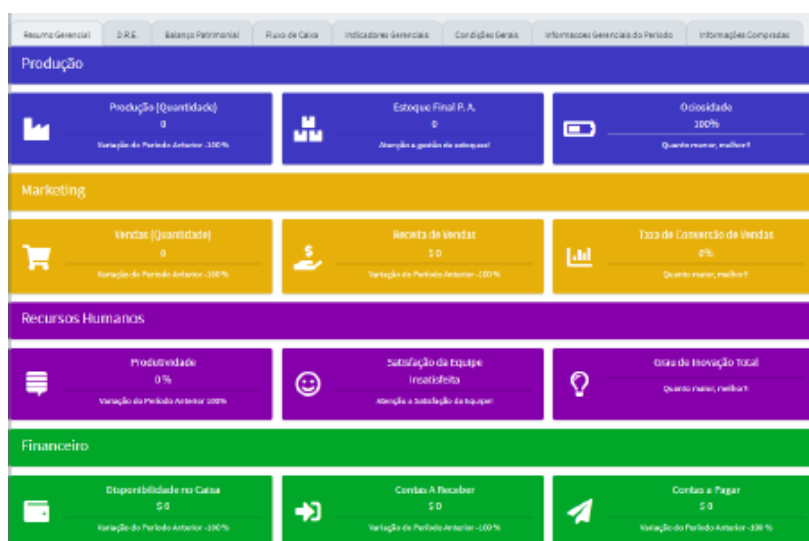 Resumo Gerencial D.R.E. Balanço Patrimonial Fluxo de Caixa Indicadores Gerenciais Condições Gerais Informacoes Gerenciais do Periodo Informações Compradas
Produção
Produção (Quantidade)
0
Variação do Período Anterior -100%
Estoque Final P. A.
0
Atenção a gestão de estoques!
Ociosidade
100%
Quanto menor, melhor!!
Marketing
Vendas (Quantidade)
0
Variação do Período Anterior -100%
Receita de Vendas
$ 0
Variação do Período Anterior -100%
Taxa de Conversão de Vendas
0%
Quanto maior, melhor!!
Recursos Humanos
Produtividade
0 %
Variação do Período Anterior 100%
Satisfação da Equipe
Insatisfeita
Atenção a Satisfação da Equipe!
Grau de Inovação Total
Quanto maior, melhor!!
Financeiro
Disponibilidade no Caixa
$ 0
Variação do Período Anterior -100%
Contas A Receber
$ 0
Variação do Período Anterior -100%
Contas a Pagar
$ 0
Variação do Período Anterior -100%